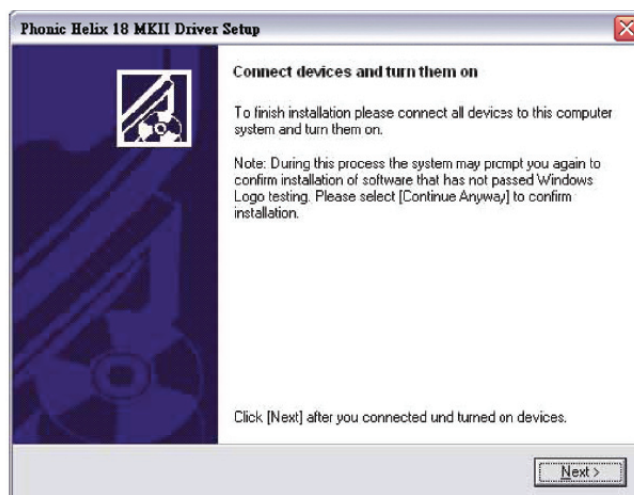 Phonic Helix 18 MKII Driver Setup
Connect devices and turn them on
To finish installation please connect all devices to this computer
system and turn them on.
Note: During this process the system may prompt you again to
confirm installation of software that has not passed Windows
Logo testing. Please select [Continue Anyway] to confirm
installation.
Click [Next] after you connected und turned on devices.
Next >